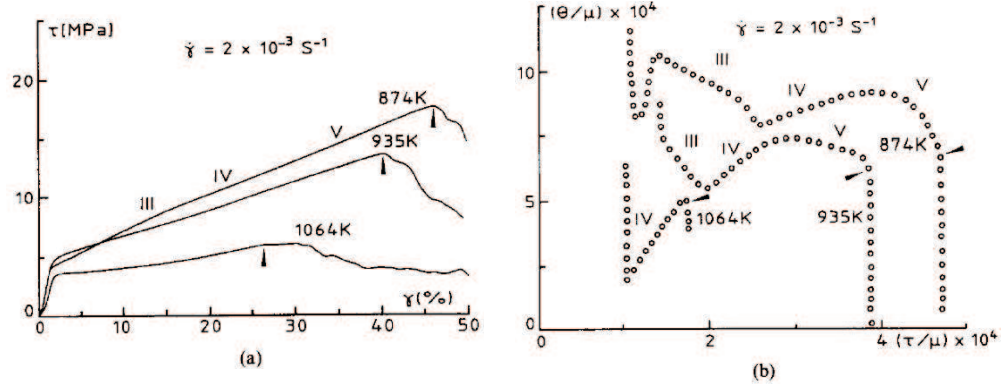 τ [MPa]
γ̇ = 2 × 10⁻³ S⁻¹
20
10
0
0
10
20
30
40
50
γ(%)
874K
V
935K
IV
III
1064K
(a)
(θ/μ) × 10⁴
γ̇ = 2 × 10⁻³ S⁻¹
10
5
0
0
2
4 (τ/μ) × 10⁴
III
IV
V
874K
III
IV
V
IV
1064K
935K
(b)